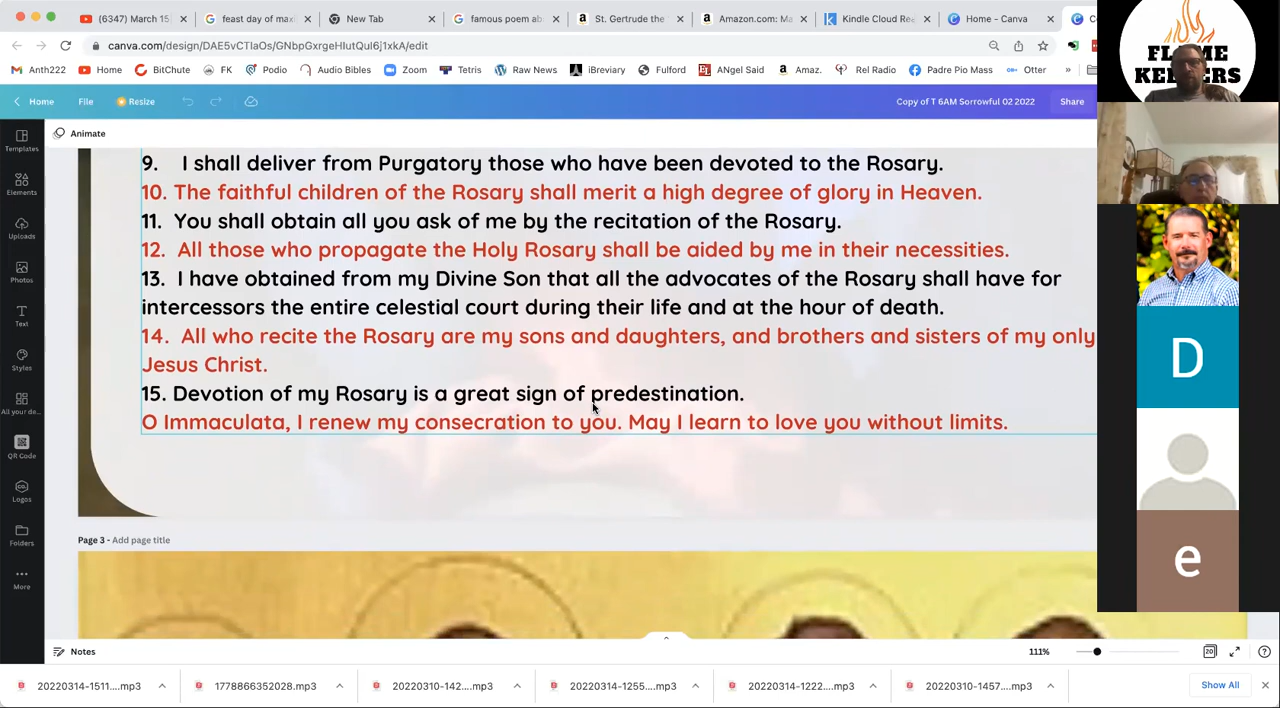 (6347) March 15
feast day of max
New Tab
famous poem ab
St. Gertrude the
Amazon.com: Ma
Kindle Cloud Rea
Home - Canva
canva.com/design/DAE5vCTIaOs/GNbpGxrgeHIutQuI6j1xkA/edit
Anth222
Home
BitChute
FK
Podio
Audio Bibles
Zoom
Tetris
Raw News
iBreviary
Fulford
ANgel Said
Amaz.
Rel Radio
Padre Pio Mass
Otter
»
FLAME
KEEPERS
Home
File
Resize
Copy of T 6AM Sorrowful 02 2022
Share
Animate
Templates
Elements
Uploads
Photos
Text
Styles
All your de...
QR Code
Logos
Folders
More
9. I shall deliver from Purgatory those who have been devoted to the Rosary.
10. The faithful children of the Rosary shall merit a high degree of glory in Heaven.
11. You shall obtain all you ask of me by the recitation of the Rosary.
12. All those who propagate the Holy Rosary shall be aided by me in their necessities.
13. I have obtained from my Divine Son that all the advocates of the Rosary shall have for
intercessors the entire celestial court during their life and at the hour of death.
14. All who recite the Rosary are my sons and daughters, and brothers and sisters of my only
Jesus Christ.
15. Devotion of my Rosary is a great sign of predestination.
O Immaculata, I renew my consecration to you. May I learn to love you without limits.
D
e
Page 3 - Add page title
Notes
111%
20
20220314-1511....mp3
1778866352028.mp3
20220310-142....mp3
20220314-1255....mp3
20220314-1222....mp3
20220310-1457....mp3
Show All